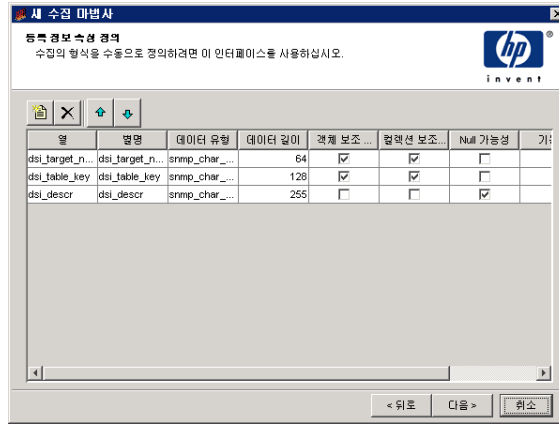 새 수집 마법사
등록 정보 속성 정의
수집의 형식을 수동으로 정의하려면 이 인터페이스를 사용하십시오.
hp
®
invent
열 별명 데이터 유형 데이터 길이 객체 보조 ... 컬렉션 보조... Null 가능성
dsi_target_n... dsi_target_n... snmp_char_... 64
dsi_table_key dsi_table_key snmp_char_... 128
dsi_descr dsi_descr snmp_char_... 255
< 뒤로 다음 > 취소